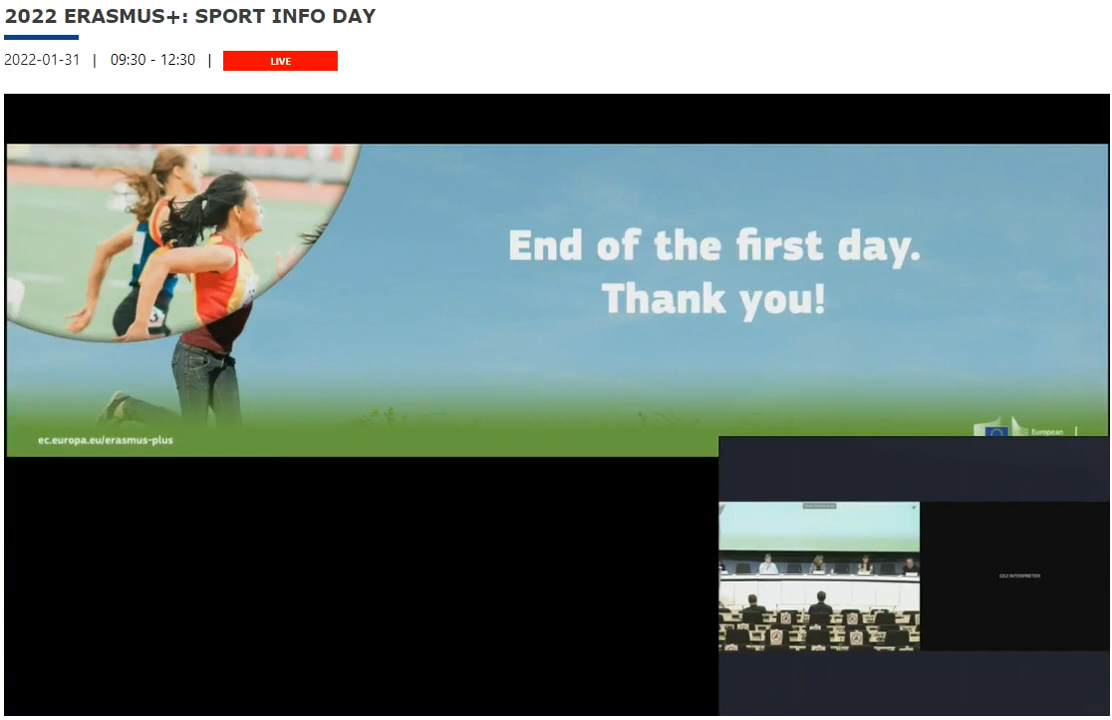 2022 ERASMUS+: SPORT INFO DAY
2022-01-31 | 09:30 - 12:30 | LIVE
End of the first day.
Thank you!
ec.europa.eu/erasmus-plus
European